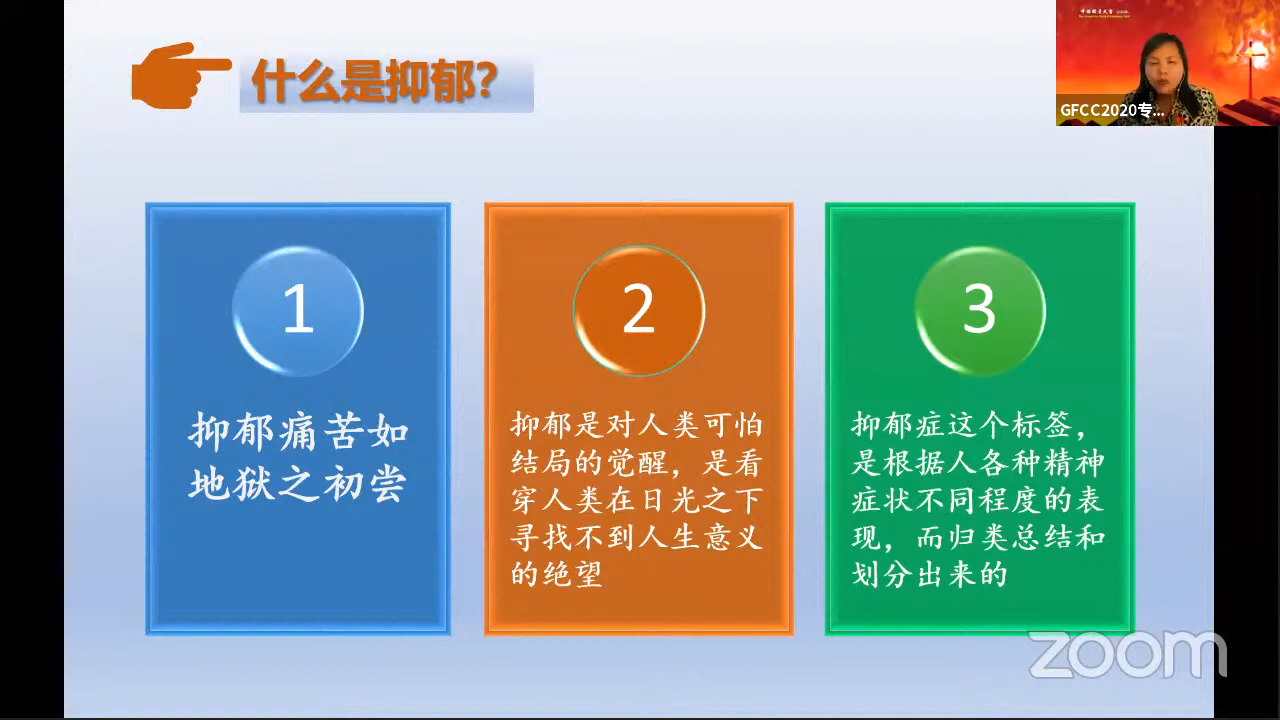 什么是抑郁?
GFCC2020专...
1
抑郁痛苦如
地狱之初尝
2
抑郁是对人类可怕
结局的觉醒，是看
穿人类在日光之下
寻找不到人生意义
的绝望
3
抑郁症这个标签，
是根据人各种精神
症状不同程度的表
现，而归类总结和
划分出来的
zoom